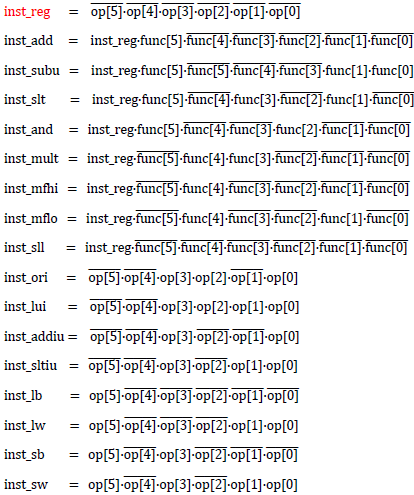 inst_reg = op[5]·op[4]·op[3]·op[2]·op[1]·op[0]
inst_add = inst_reg·func[5]·func[4]·func[3]·func[2]·func[1]·func[0]
inst_subu = inst_reg·func[5]·func[5]·func[4]·func[3]·func[1]·func[0]
inst_slt = inst_reg·func[5]·func[4]·func[3]·func[2]·func[1]·func[0]
inst_and = inst_reg·func[5]·func[4]·func[3]·func[2]·func[1]·func[0]
inst_mult = inst_reg·func[5]·func[4]·func[3]·func[2]·func[1]·func[0]
inst_mfhi = inst_reg·func[5]·func[4]·func[3]·func[2]·func[1]·func[0]
inst_mflo = inst_reg·func[5]·func[4]·func[3]·func[2]·func[1]·func[0]
inst_sll = inst_reg·func[5]·func[4]·func[3]·func[2]·func[1]·func[0]
inst_ori = op[5]·op[4]·op[3]·op[2]·op[1]·op[0]
inst_lui = op[5]·op[4]·op[3]·op[2]·op[1]·op[0]
inst_addiu = op[5]·op[4]·op[3]·op[2]·op[1]·op[0]
inst_sltiu = op[5]·op[4]·op[3]·op[2]·op[1]·op[0]
inst_lb = op[5]·op[4]·op[3]·op[2]·op[1]·op[0]
inst_lw = op[5]·op[4]·op[3]·op[2]·op[1]·op[0]
inst_sb = op[5]·op[4]·op[3]·op[2]·op[1]·op[0]
inst_sw = op[5]·op[4]·op[3]·op[2]·op[1]·op[0]